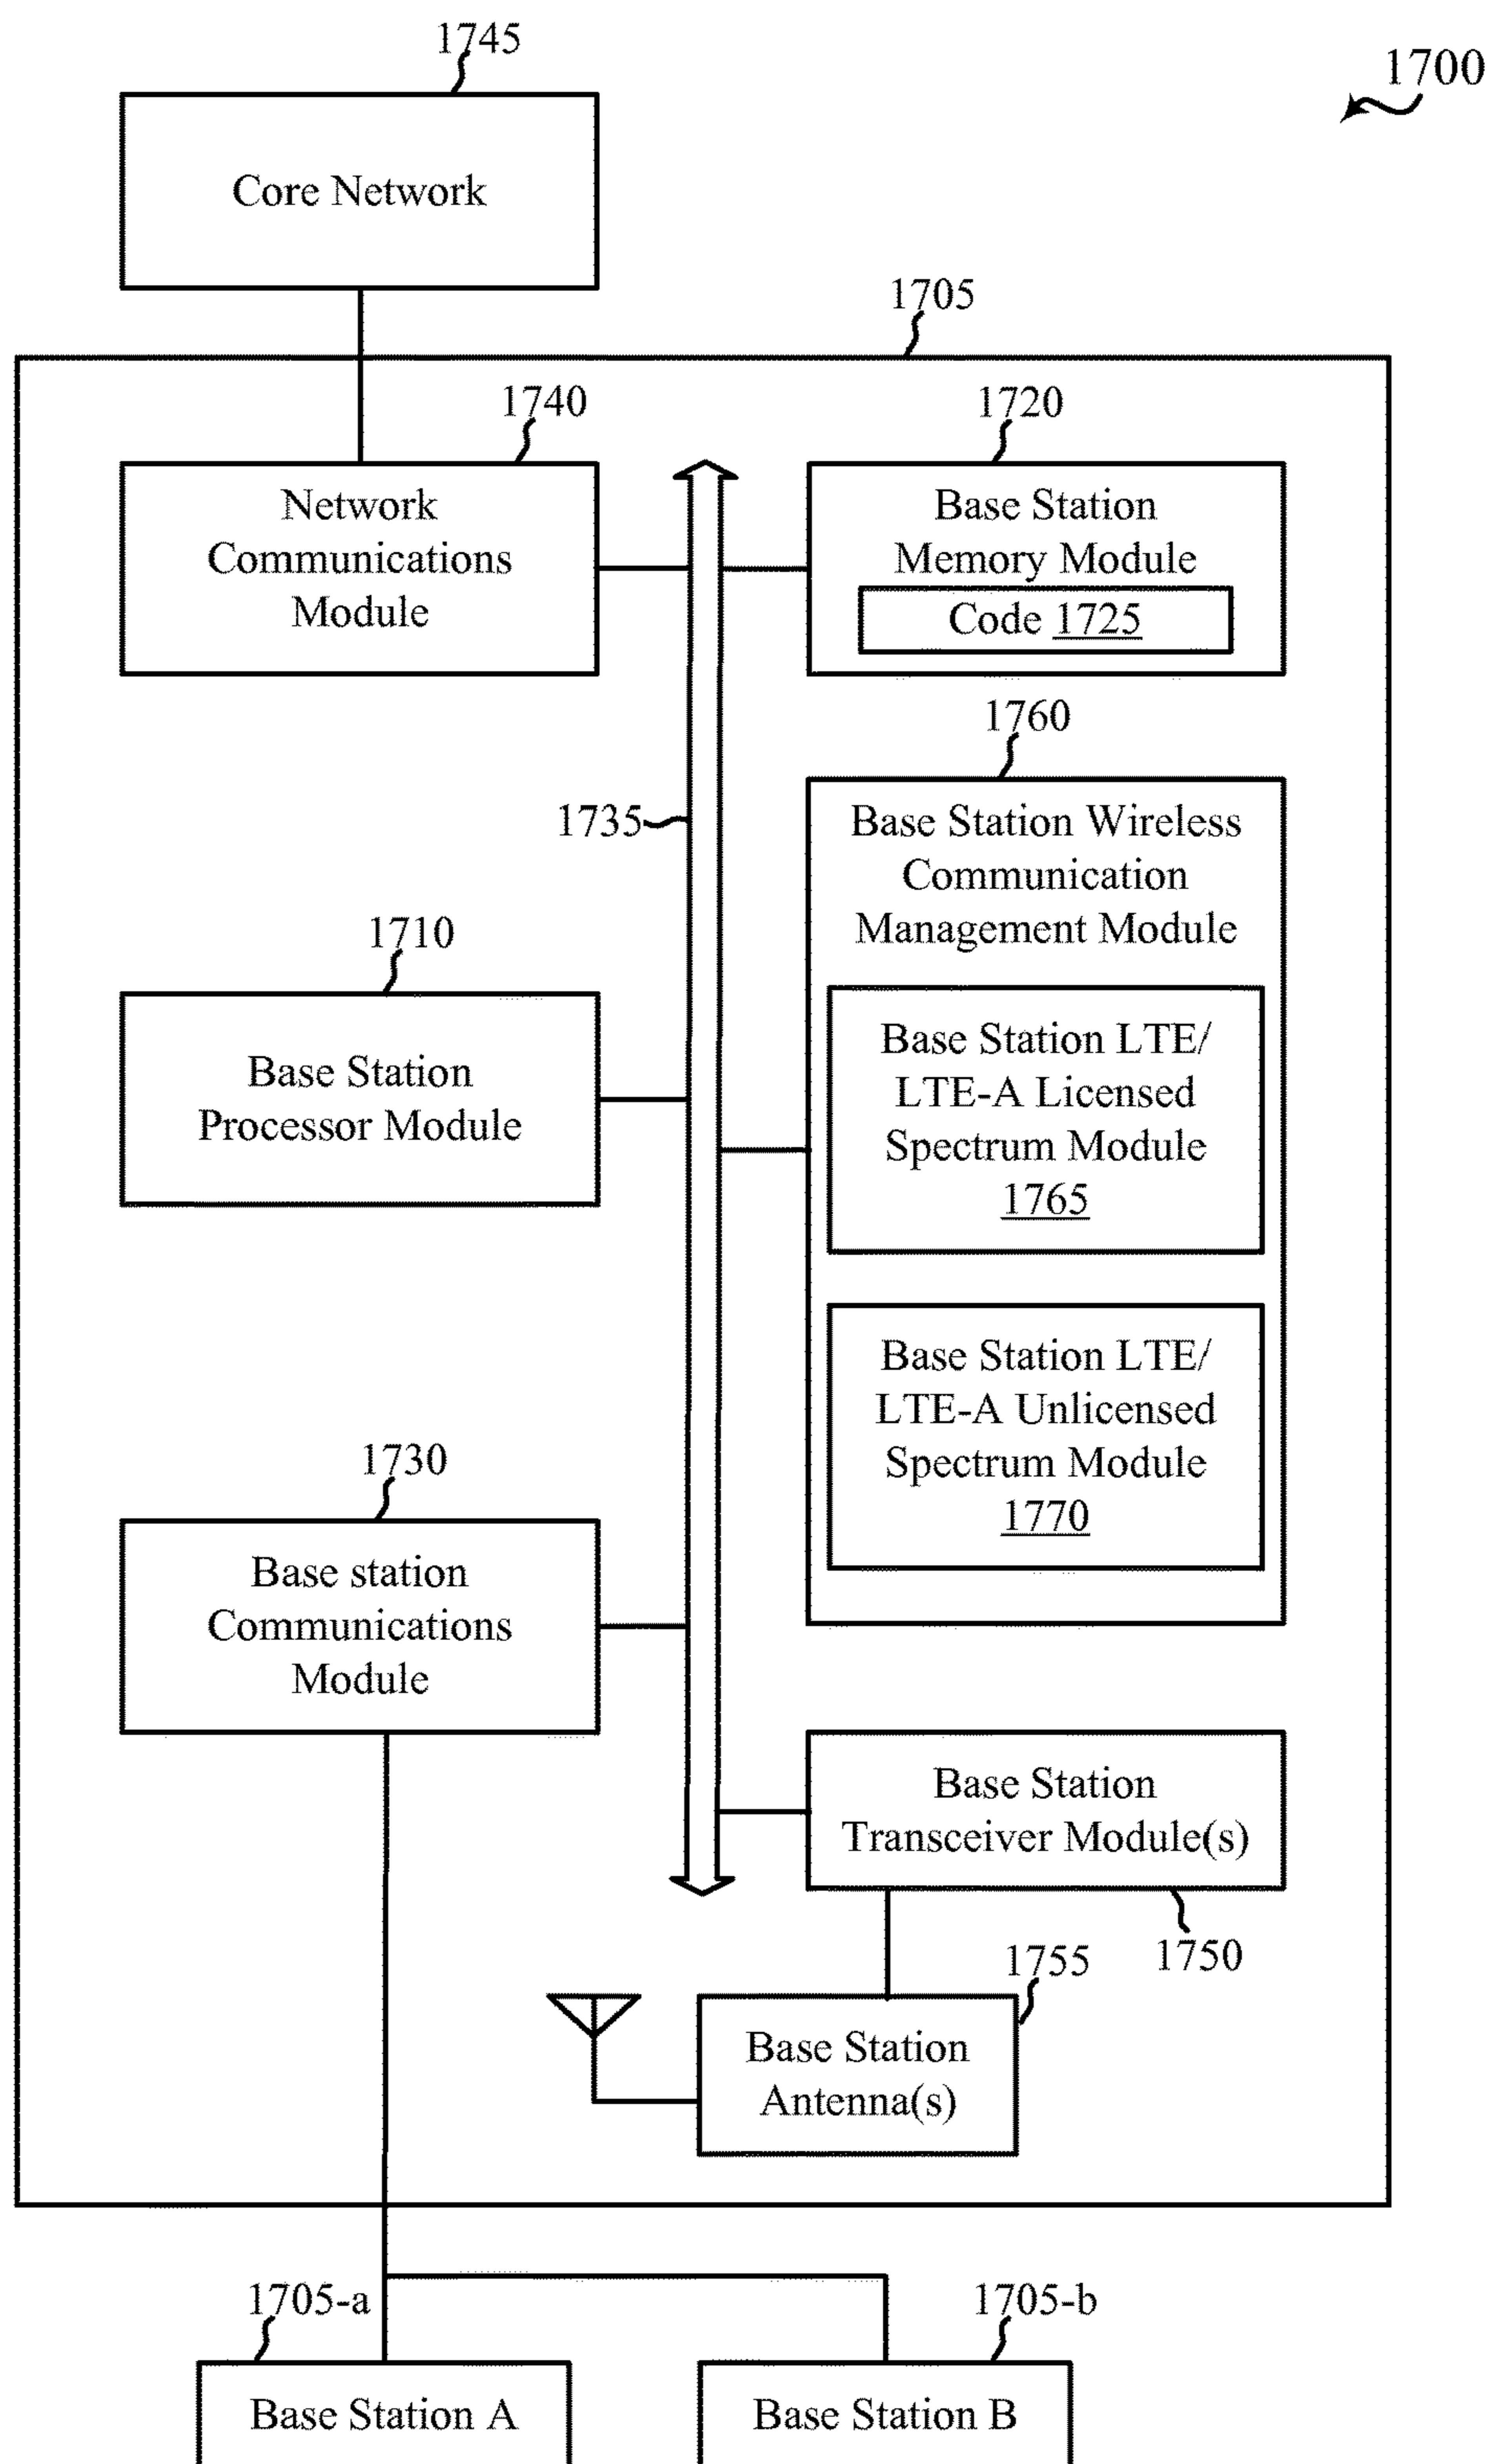 1745
1700
Core Network
1705
1740
1720
Network
Communications
Module
Base Station
Memory Module
Code 1725
1760
1735
Base Station Wireless
Communication
Management Module
1710
Base Station
Processor Module
Base Station LTE/
LTE-A Licensed
Spectrum Module
1765
Base Station LTE/
LTE-A Unlicensed
Spectrum Module
1770
1730
Base station
Communications
Module
Base Station
Transceiver Module(s)
1750
1755
Base Station
Antenna(s)
1705-a
1705-b
Base Station A
Base Station B